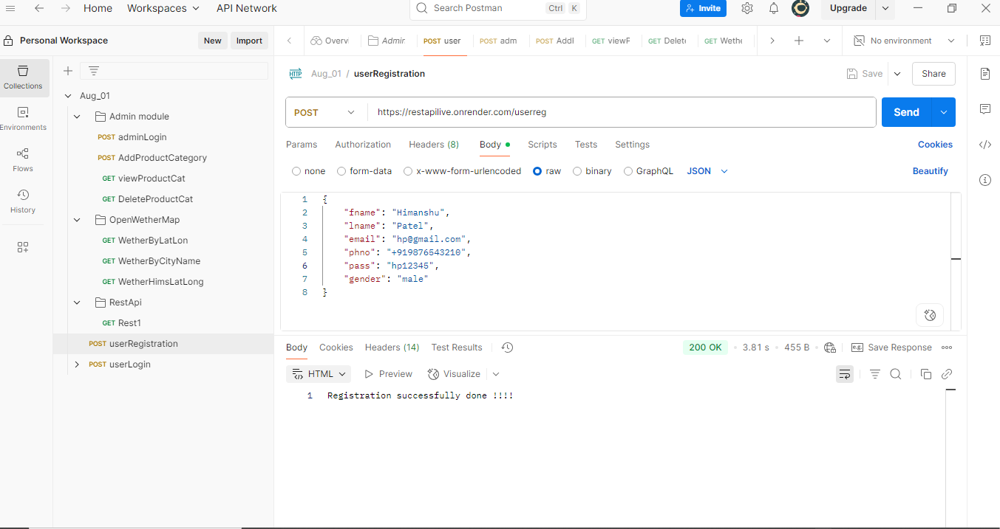 Home Workspaces API Network Search Postman Ctrl K Invite Upgrade
Personal Workspace New Import Overvi Admin POST user POST adm POST AddI GET viewF GET Delete GET Wethe No environment
Collections
Environments
Flows
History
Aug_01
Admin module
POST adminLogin
POST AddProductCategory
GET viewProductCat
GET DeleteProductCat
OpenWetherMap
GET WetherByLatLon
GET WetherByCityName
GET WetherHimsLatLong
RestApi
GET Rest1
POST userRegistration
POST userLogin
HTTP Aug_01 / userRegistration Save Share
POST https://restapilive.onrender.com/userreg Send
Params Authorization Headers (8) Body Scripts Tests Settings Cookies
none form-data x-www-form-urlencoded raw binary GraphQL JSON Beautify
1 {
2 "fname": "Himanshu",
3 "lname": "Patel",
4 "email": "hp@gmail.com",
5 "phno": "+919876543210",
6 "pass": "hp12345",
7 "gender": "male"
8 }
Body Cookies Headers (14) Test Results 200 OK • 3.81 s • 455 B • e.g. Save Response
HTML Preview Visualize
1 Registration successfully done !!!!